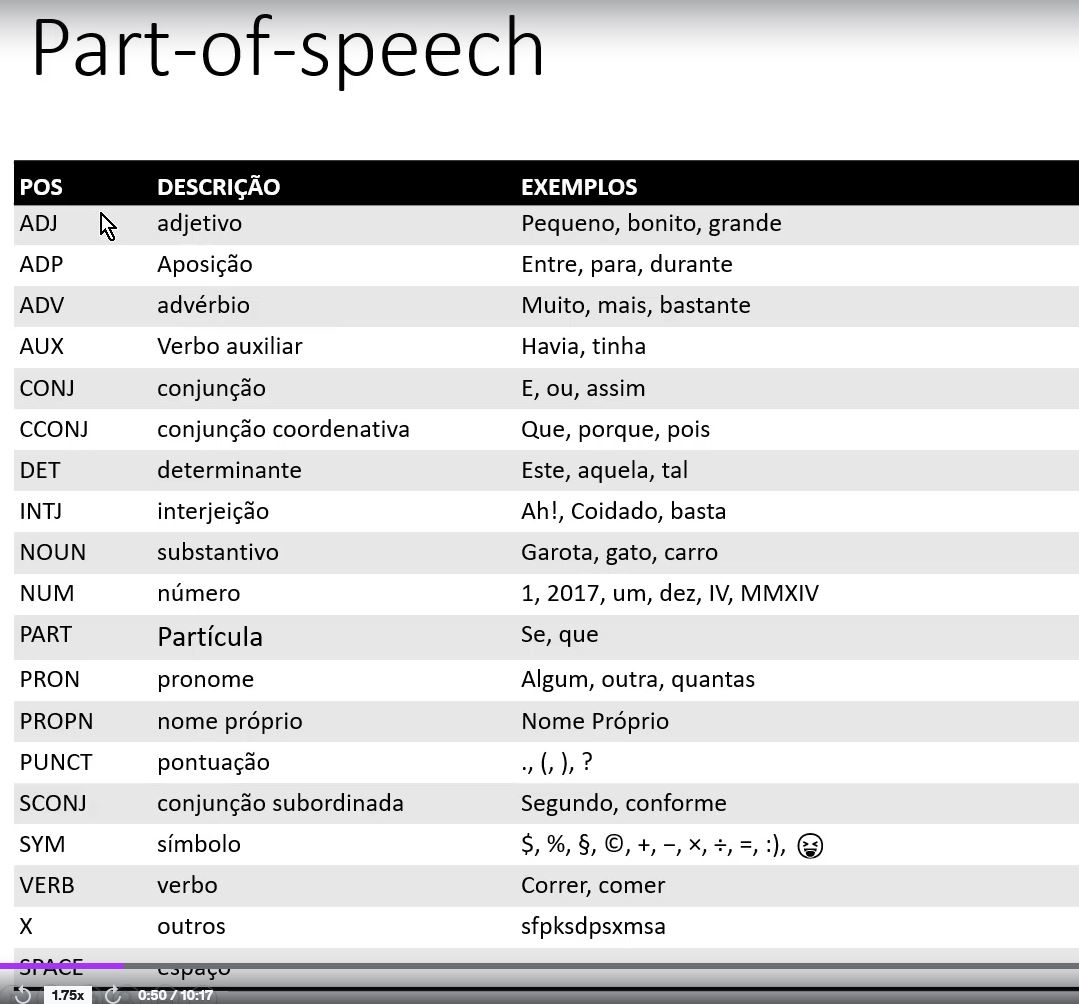 Part-of-speech
POS DESCRIÇÃO EXEMPLOS
ADJ adjetivo Pequeno, bonito, grande
ADP Aposição Entre, para, durante
ADV advérbio Muito, mais, bastante
AUX Verbo auxiliar Havia, tinha
CONJ conjunção E, ou, assim
CCONJ conjunção coordenativa Que, porque, pois
DET determinante Este, aquela, tal
INTJ interjeição Ah!, Coidado, basta
NOUN substantivo Garota, gato, carro
NUM número 1, 2017, um, dez, IV, MMXIV
PART Partícula Se, que
PRON pronome Algum, outra, quantas
PROPN nome próprio Nome Próprio
PUNCT pontuação ., (, ), ?
SCONJ conjunção subordinada Segundo, conforme
SYM símbolo $, %, §, ©, +, −, ×, ÷, =, :), 😝
VERB verbo Correr, comer
X outros sfpksdpsxmsa
SPACE espaço
1.75x 0:50 / 10:17